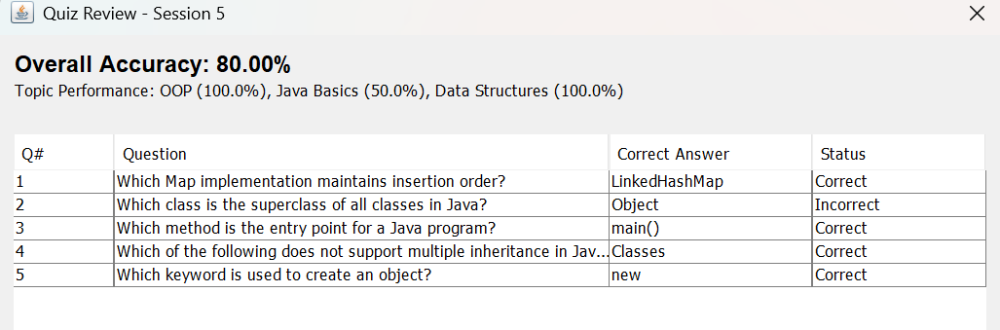 Quiz Review - Session 5
Overall Accuracy: 80.00%
Topic Performance: OOP (100.0%), Java Basics (50.0%), Data Structures (100.0%)
Q# Question Correct Answer Status
1 Which Map implementation maintains insertion order? LinkedHashMap Correct
2 Which class is the superclass of all classes in Java? Object Incorrect
3 Which method is the entry point for a Java program? main() Correct
4 Which of the following does not support multiple inheritance in Jav... Classes Correct
5 Which keyword is used to create an object? new Correct